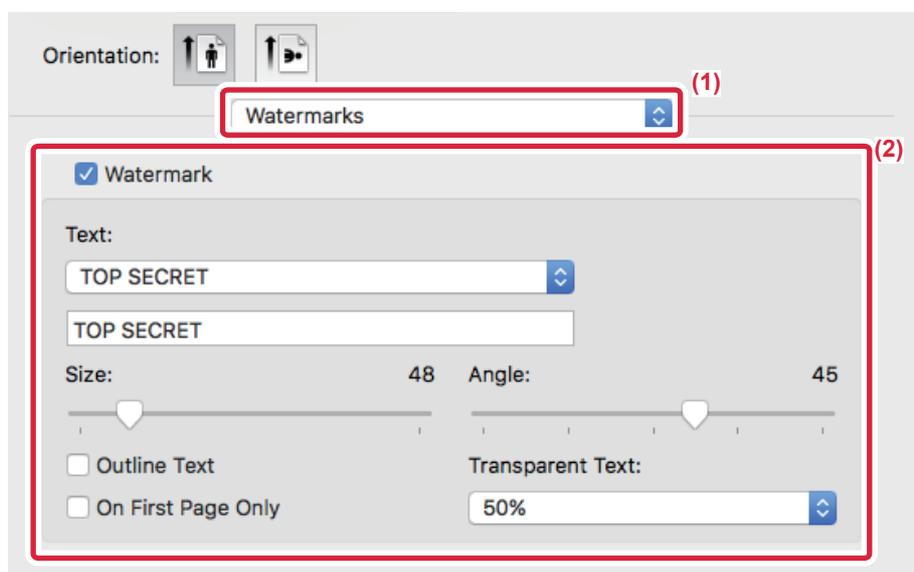 Orientation:
(1)
Watermarks
(2)
Watermark
Text:
TOP SECRET
TOP SECRET
Size: 48 Angle: 45
Outline Text Transparent Text:
On First Page Only 50%